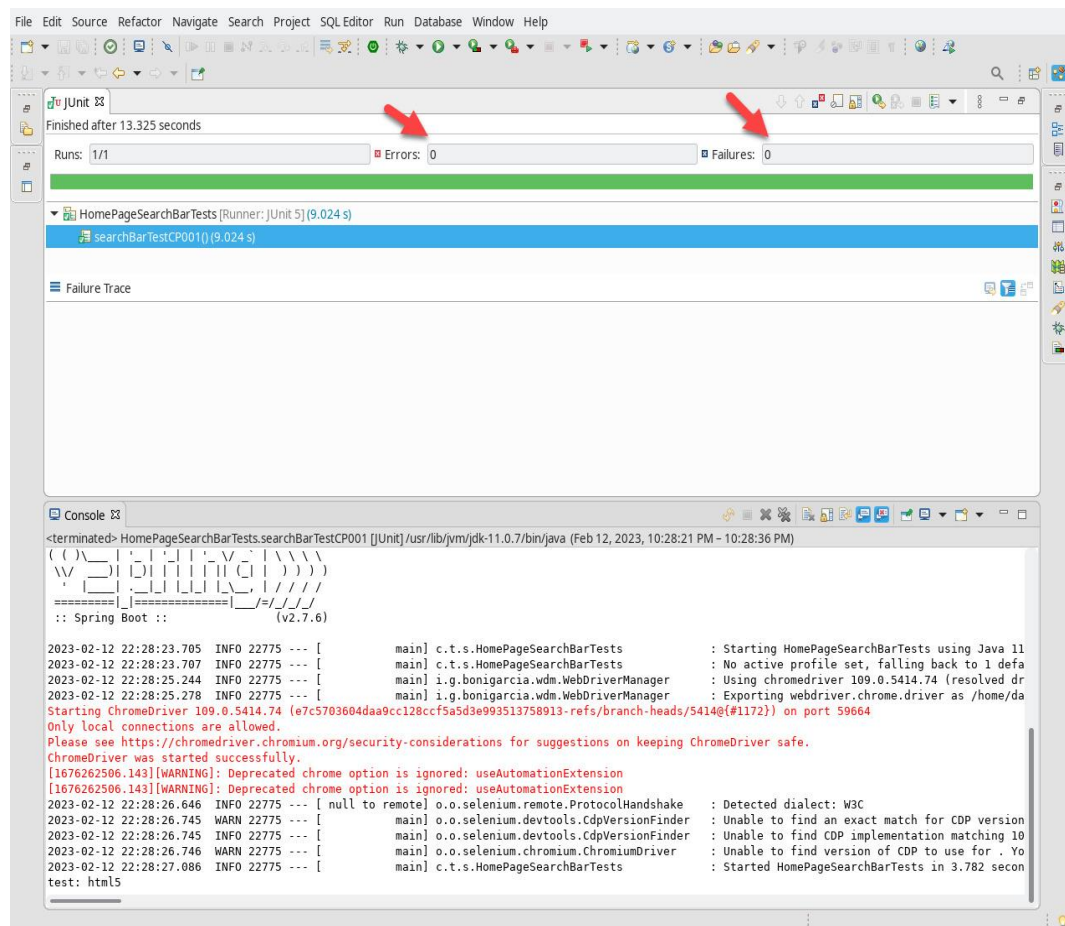 File Edit Source Refactor Navigate Search Project SQL Editor Run Database Window Help
JUnit
Finished after 13.325 seconds
Runs: 1/1 Errors: 0 Failures: 0
HomePageSearchBarTests [Runner: JUnit 5] (9.024 s)
searchBarTestCP001() (9.024 s)
Failure Trace
Console
<terminated> HomePageSearchBarTests.searchBarTestCP001 [JUnit] /usr/lib/jvm/jdk-11.0.7/bin/java (Feb 12, 2023, 10:28:21 PM – 10:28:36 PM)
( ( )\___ | '_ | '_| | '_ \/ _` | \ \ \ \
 \\/  ___)| |_)| | | | | || (_| |  ) ) ) )
  '  |____| .__|_| |_|_| |_\__, | / / / /
 =========|_|==============|___/=/_/_/_/
:: Spring Boot :: (v2.7.6)
2023-02-12 22:28:23.705 INFO 22775 --- [ main] c.t.s.HomePageSearchBarTests : Starting HomePageSearchBarTests using Java 11
2023-02-12 22:28:23.707 INFO 22775 --- [ main] c.t.s.HomePageSearchBarTests : No active profile set, falling back to 1 defa
2023-02-12 22:28:25.244 INFO 22775 --- [ main] i.g.bonigarcia.wdm.WebDriverManager : Using chromedriver 109.0.5414.74 (resolved dr
2023-02-12 22:28:25.278 INFO 22775 --- [ main] i.g.bonigarcia.wdm.WebDriverManager : Exporting webdriver.chrome.driver as /home/da
Starting ChromeDriver 109.0.5414.74 (e7c5703604daa9cc128ccf5a5d3e993513758913-refs/branch-heads/5414@{#1172}) on port 59664
Only local connections are allowed.
Please see https://chromedriver.chromium.org/security-considerations for suggestions on keeping ChromeDriver safe.
ChromeDriver was started successfully.
[1676262506.143][WARNING]: Deprecated chrome option is ignored: useAutomationExtension
[1676262506.143][WARNING]: Deprecated chrome option is ignored: useAutomationExtension
2023-02-12 22:28:26.646 INFO 22775 --- [ null to remote] o.o.selenium.remote.ProtocolHandshake : Detected dialect: W3C
2023-02-12 22:28:26.745 WARN 22775 --- [ main] o.o.selenium.devtools.CdpVersionFinder : Unable to find an exact match for CDP version
2023-02-12 22:28:26.745 INFO 22775 --- [ main] o.o.selenium.devtools.CdpVersionFinder : Unable to find CDP implementation matching 10
2023-02-12 22:28:26.746 WARN 22775 --- [ main] o.o.selenium.chromium.ChromiumDriver : Unable to find version of CDP to use for . Yo
2023-02-12 22:28:27.086 INFO 22775 --- [ main] c.t.s.HomePageSearchBarTests : Started HomePageSearchBarTests in 3.782 secon
test: html5